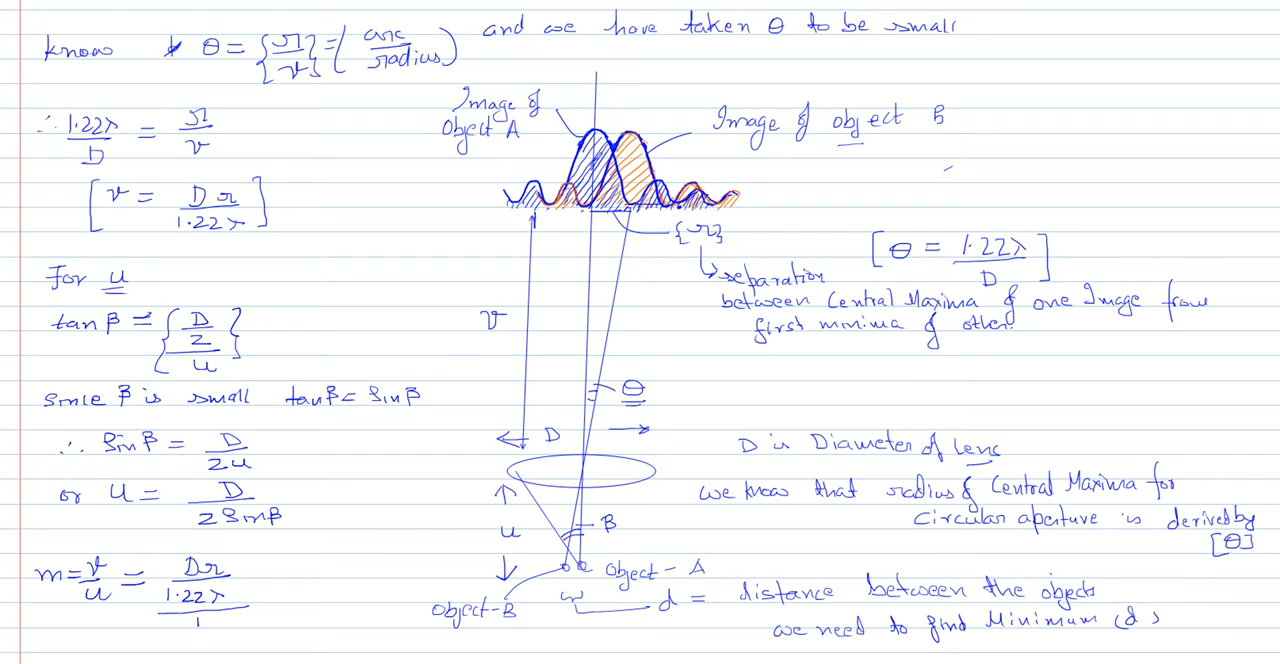 know θ = {r/v} = (arc/radius) and we have taken θ to be small
∴ 1.22λ/D = r/v
[v = Dr/1.22λ]
For u
tan β = {D/2/u}
Since β is small tanβ = Sinβ
∴ Sinβ = D/2u
or u = D/2Sinβ
m = v/u = Dr/1.22λ/1
Image of
Object A
Image of object B
{r}
separation
between Central Maxima of one Image from
first minima of other.
[θ = 1.22λ/D]
v
θ
D
u
β
Object-A
Object-B
D is Diameter of Lens
we know that radius of Central Maxima for
Circular aperture is derived by
[θ]
d = distance between the object
we need to find Minimum (d)